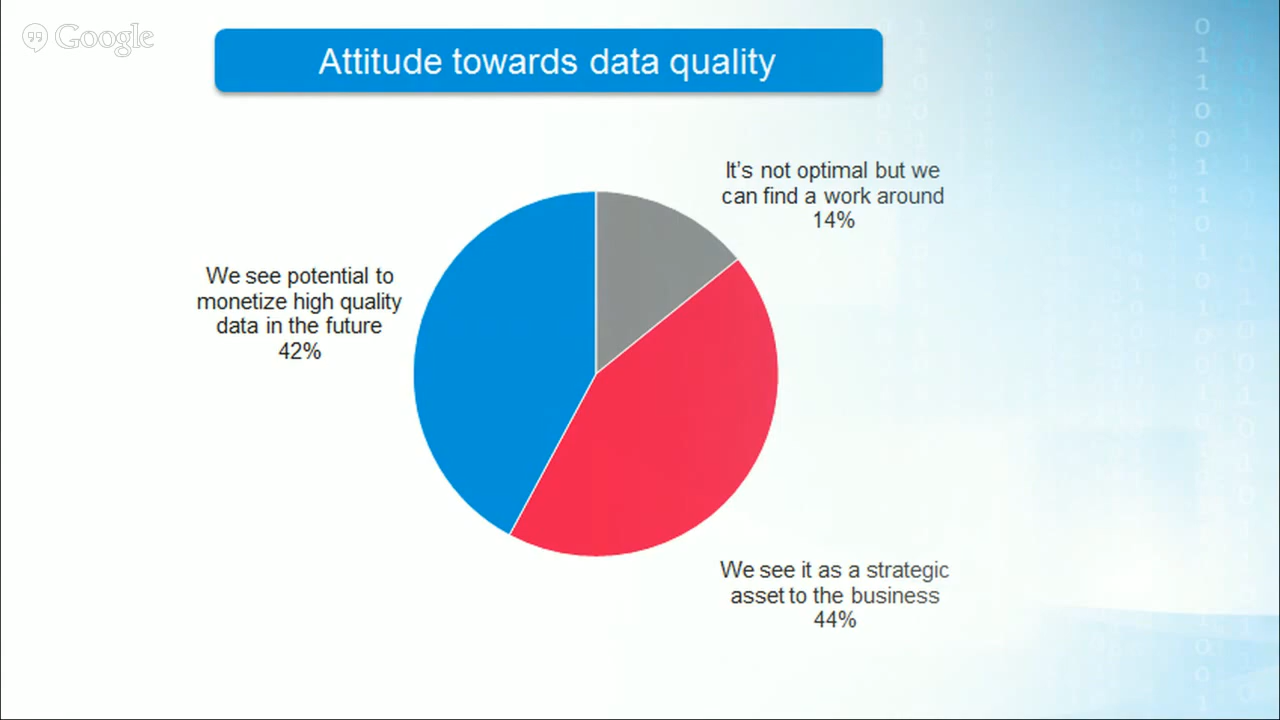 Google
Attitude towards data quality
It's not optimal but we
can find a work around
14%
We see potential to
monetize high quality
data in the future
42%
We see it as a strategic
asset to the business
44%